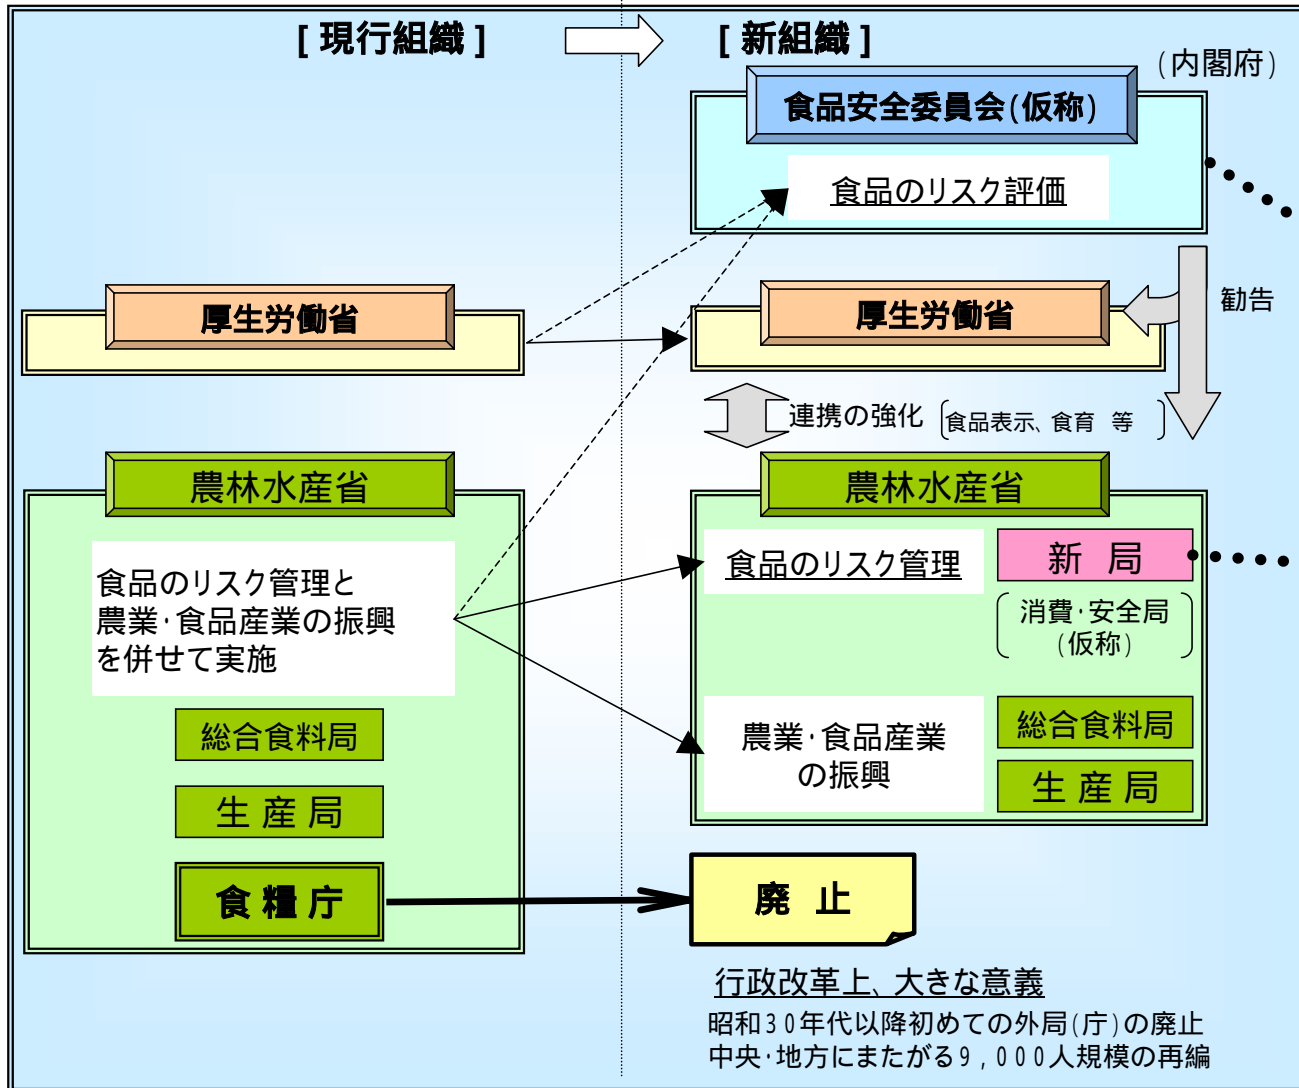 [現行組織]
[新組織]
(内閣府)
食品安全委員会(仮称)
食品のリスク評価
勧告
厚生労働省
厚生労働省
連携の強化
食品表示、食育 等
農林水産省
食品のリスク管理と
農業・食品産業の振興
を併せて実施
総合食料局
生産局
食糧庁
農林水産省
食品のリスク管理
新 局
消費・安全局
(仮称)
農業・食品産業
の振興
総合食料局
生産局
廃 止
行政改革上、大きな意義
昭和30年代以降初めての外局(庁)の廃止
中央・地方にまたがる9,000人規模の再編